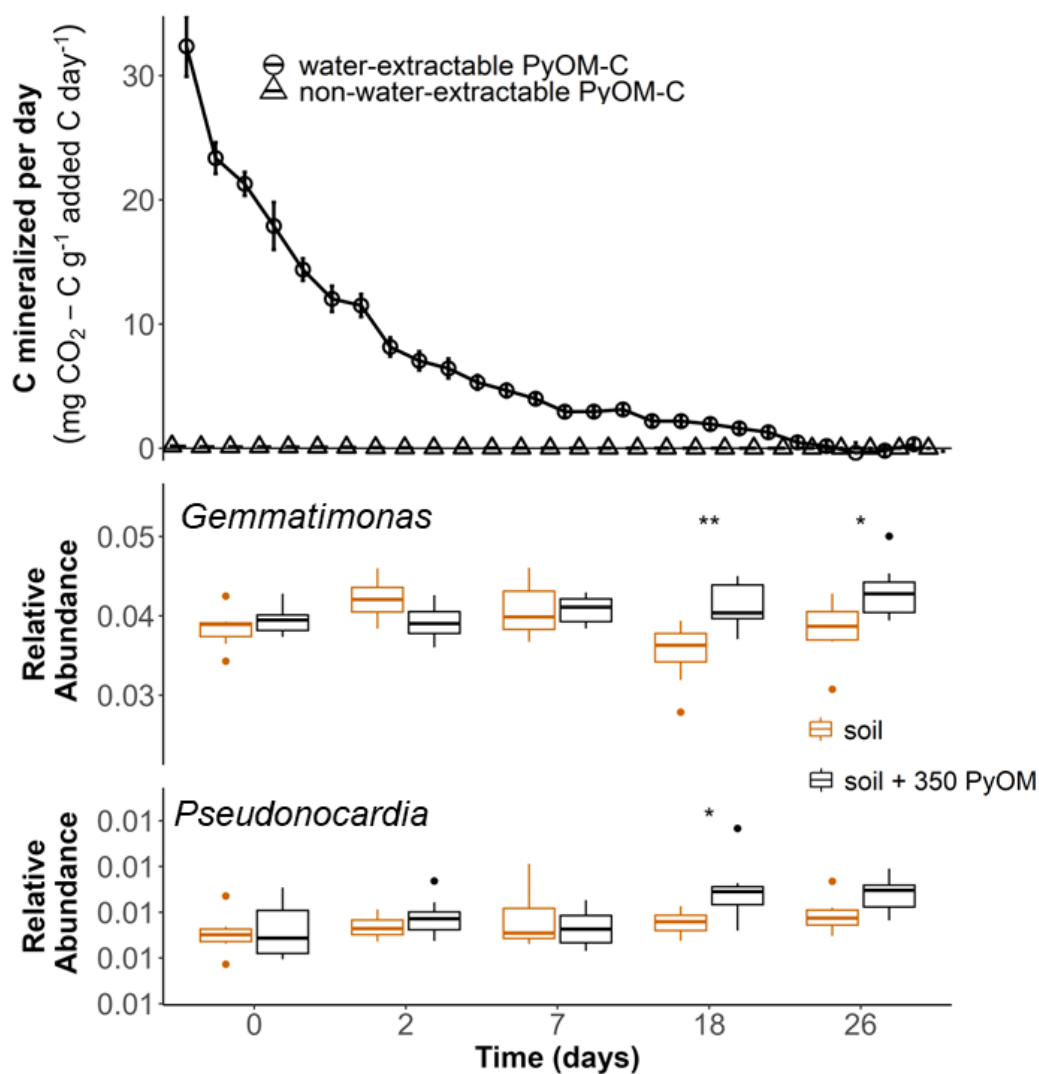 C mineralized per day
(mg CO₂ – C g⁻¹ added C day⁻¹)
30
20
10
0
water-extractable PyOM-C
non-water-extractable PyOM-C
Relative
Abundance
0.05
0.04
0.03
Gemmatimonas
**
*
soil
soil + 350 PyOM
Relative
Abundance
0.01
0.01
0.01
0.01
0.01
Pseudonocardia
*
0 2 7 18 26
Time (days)